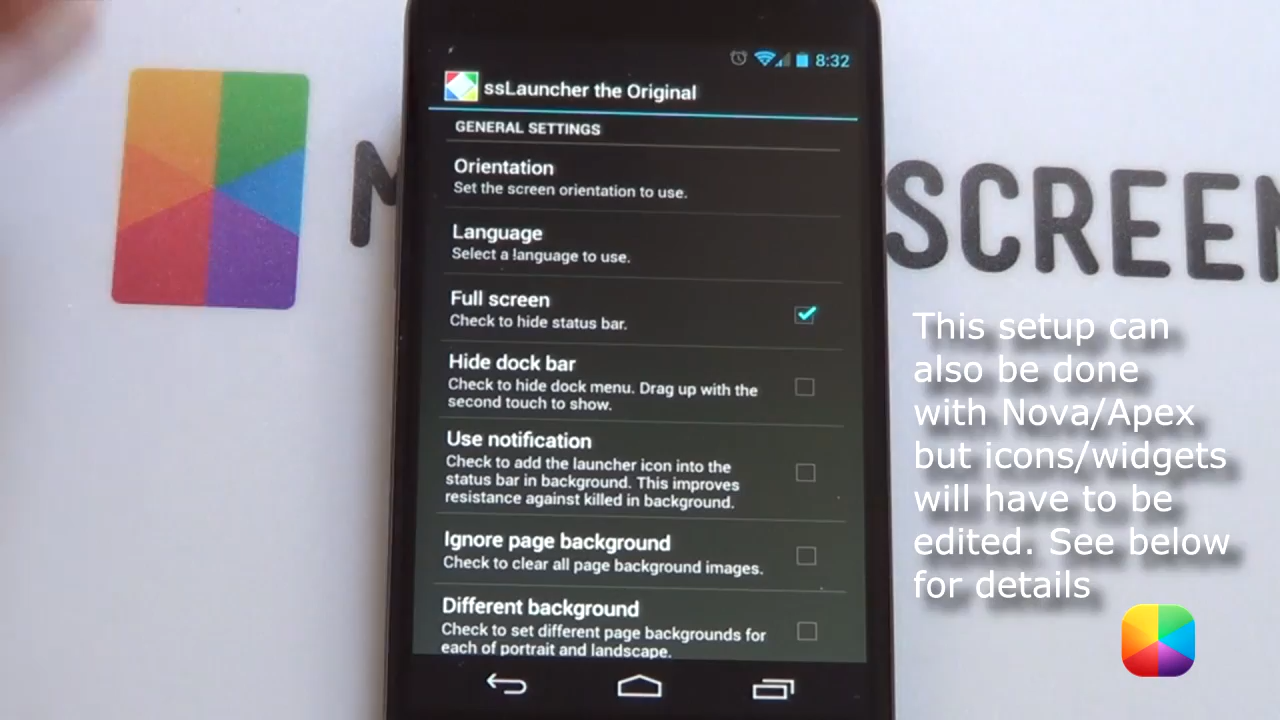 8:32
ssLauncher the Original
GENERAL SETTINGS
Orientation
Set the screen orientation to use.
Language
Select a language to use.
Full screen
Check to hide status bar.
Hide dock bar
Check to hide dock menu. Drag up with the
second touch to show.
Use notification
Check to add the launcher icon into the
status bar in background. This improves
resistance against killed in background.
Ignore page background
Check to clear all page background images.
Different background
Check to set different page backgrounds for
each of portrait and landscape.
SCREEN
This setup can
also be done
with Nova/Apex
but icons/widgets
will have to be
edited. See below
for details